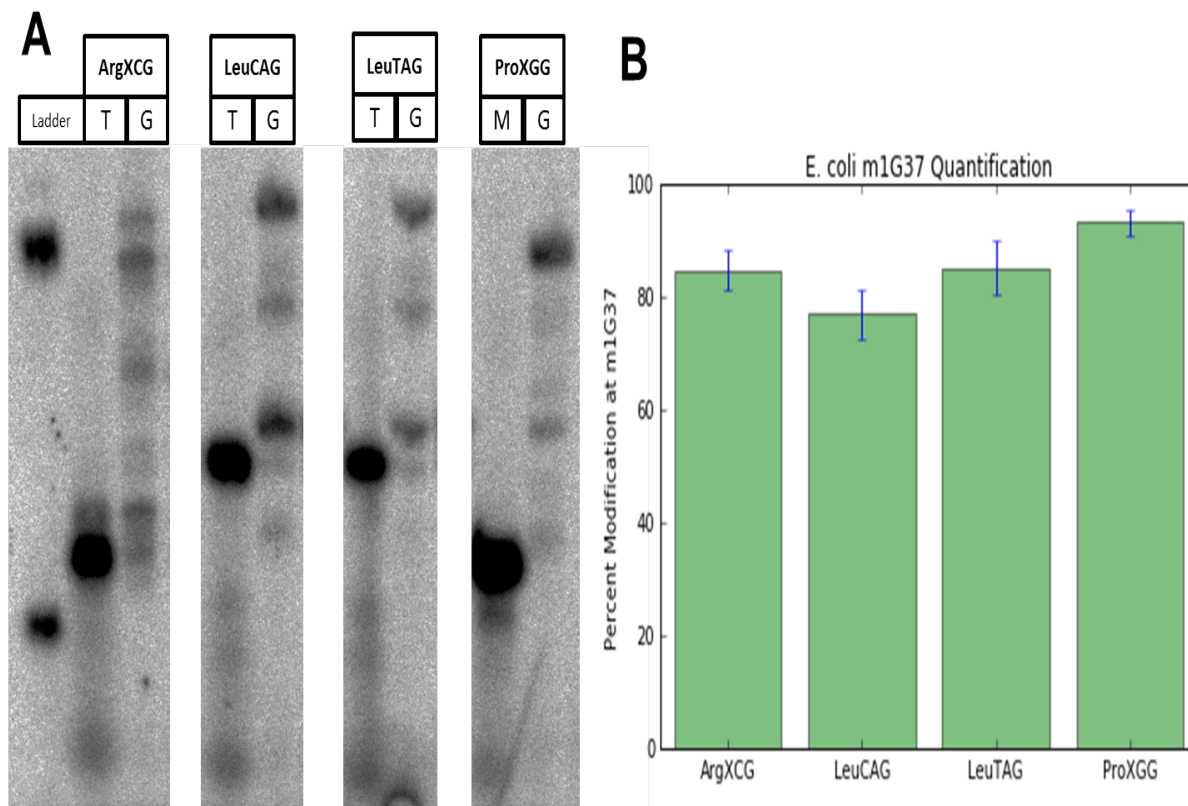 A
ArgXCG
LeuCAG
LeuTAG
ProXGG
Ladder
T
G
T
G
T
G
M
G
B
E. coli m1G37 Quantification
Percent Modification at m1G37
100
80
60
40
20
0
ArgXCG
LeuCAG
LeuTAG
ProXGG